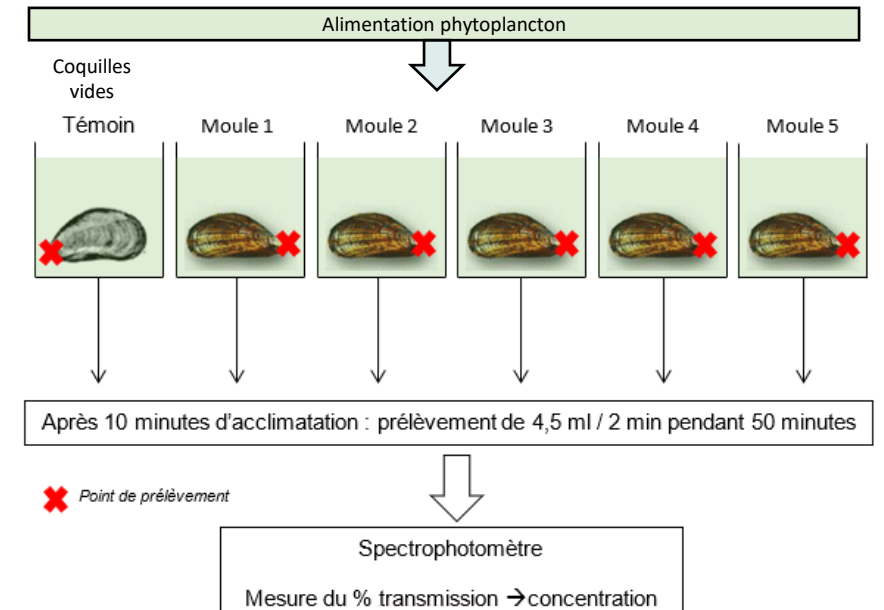 Alimentation phytoplancton
Coquilles
vides
Témoin
Moule 1
Moule 2
Moule 3
Moule 4
Moule 5
Après 10 minutes d'acclimatation : prélèvement de 4,5 ml / 2 min pendant 50 minutes
Point de prélèvement
Spectrophotomètre
Mesure du % transmission →concentration